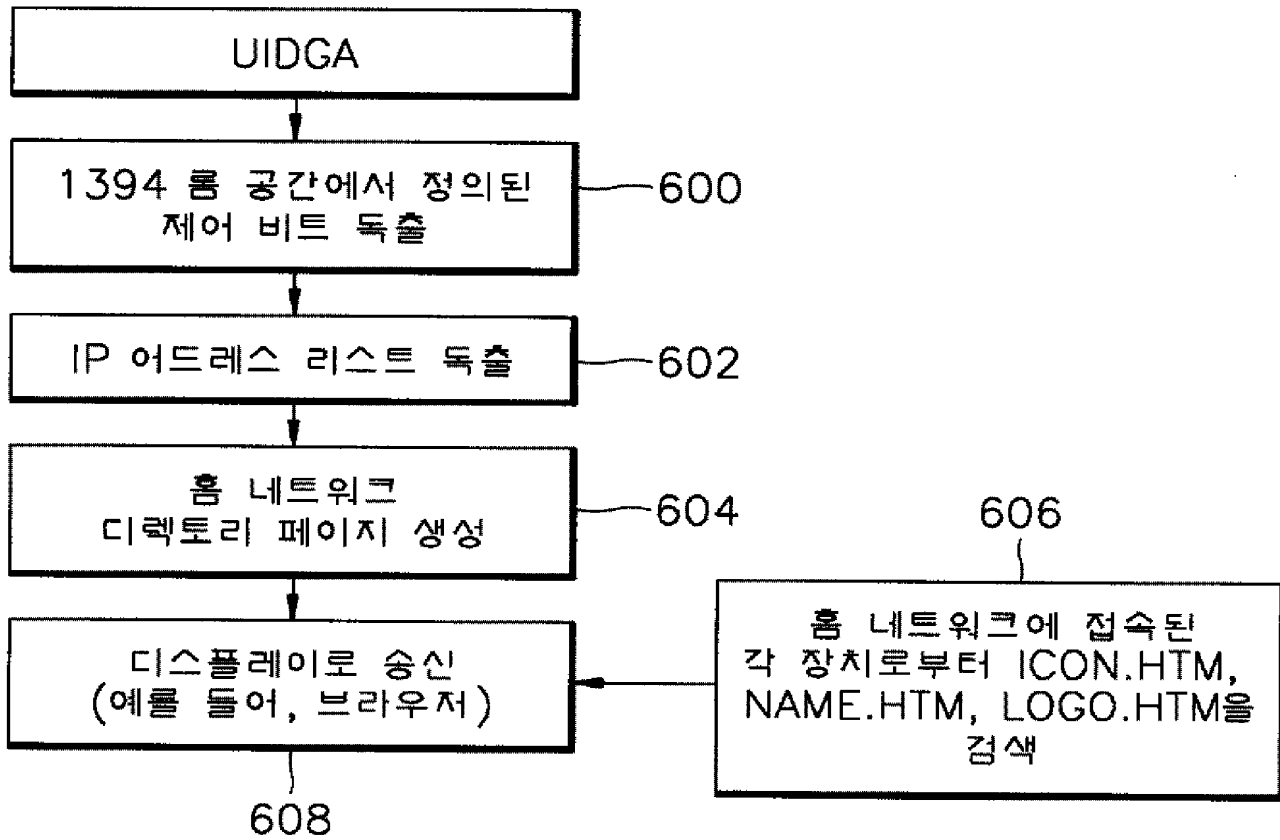 UIDGA
1394 롬 공간에서 정의된
제어 비트 독출
600
IP 어드레스 리스트 독출
602
홈 네트워크
디렉토리 페이지 생성
604
606
홈 네트워크에 접속된
각 장치로부터 ICON.HTM,
NAME.HTM, LOGO.HTM을
검색
디스플레이로 송신
(예를 들어, 브라우저)
608